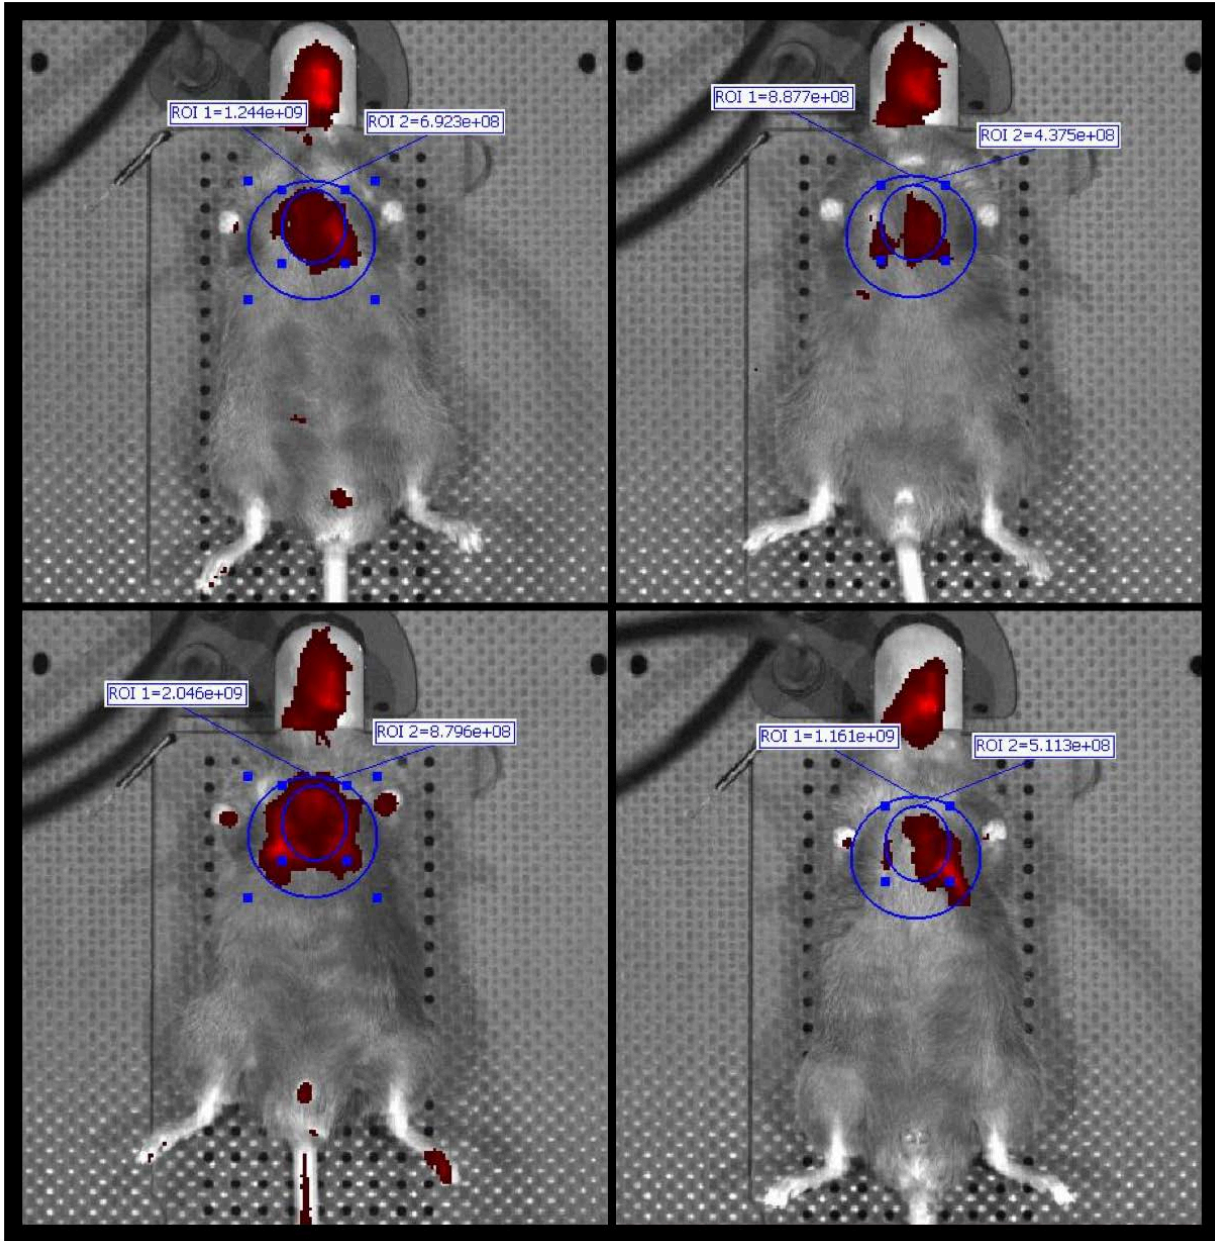 ROI 1=1.244e+09
ROI 2=6.923e+08
ROI 1=8.877e+08
ROI 2=4.375e+08
ROI 1=2.046e+09
ROI 2=8.796e+08
ROI 1=1.161e+09
ROI 2=5.113e+08